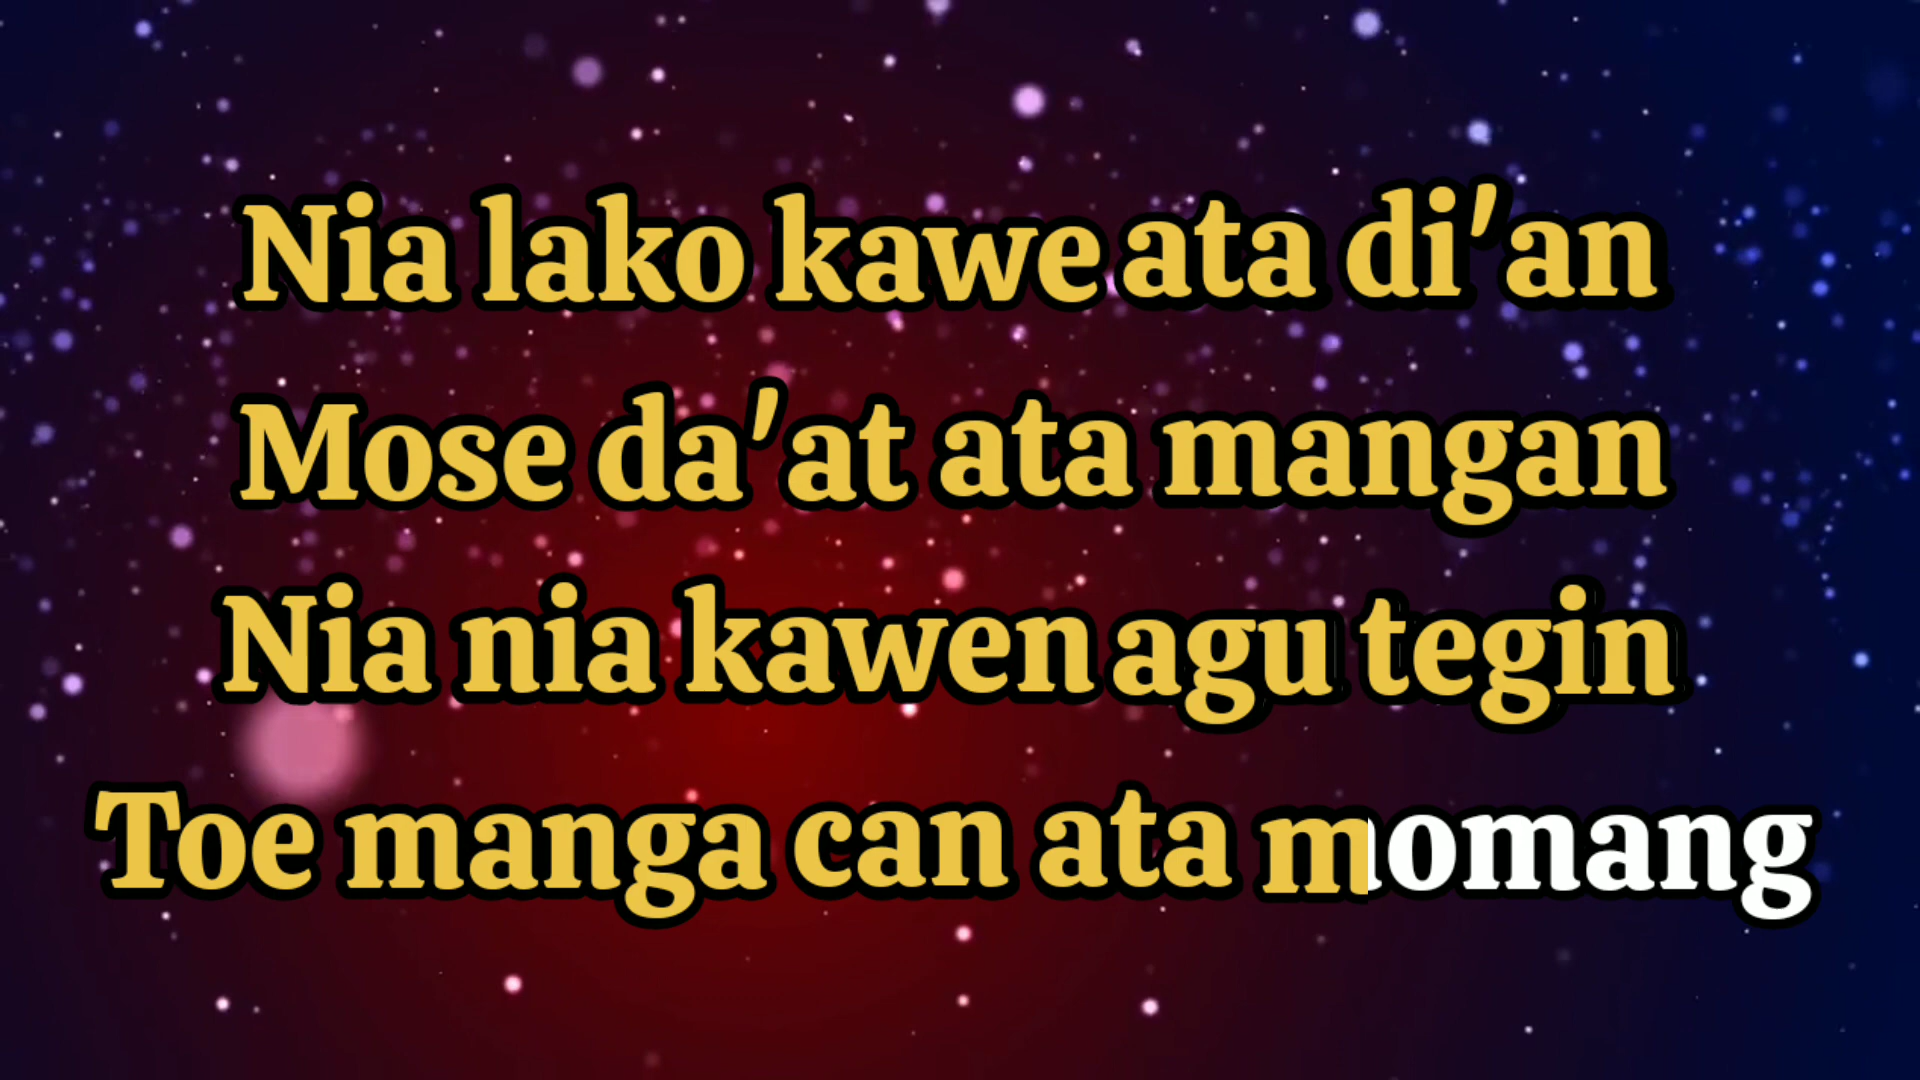 Nia lako kawe ata di'an
Mose da'at ata mangan
Nia nia kawen agu tegin
Toe manga can ata momang